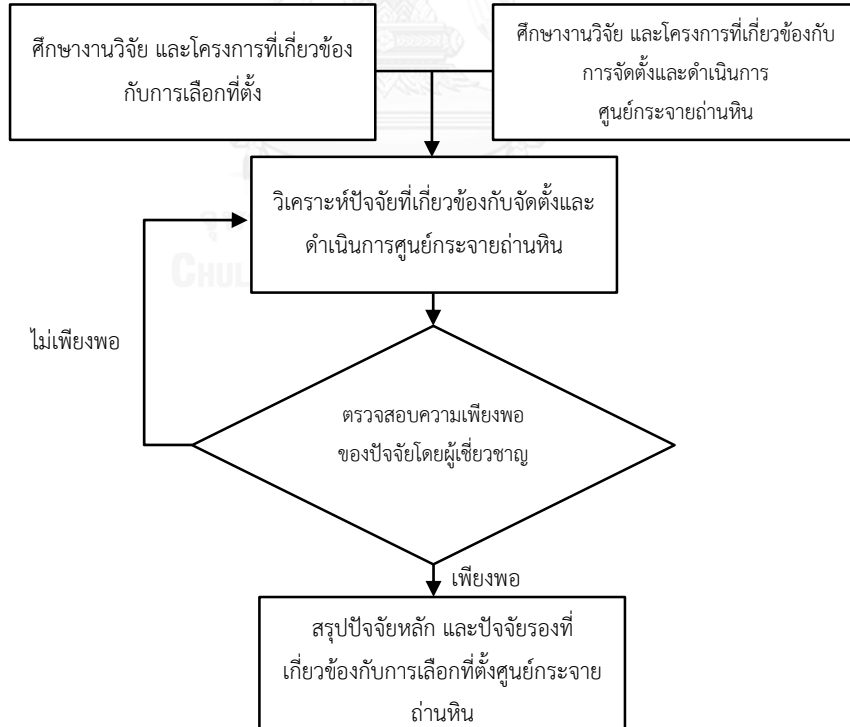 ศึกษางานวิจัย และโครงการที่เกี่ยวข้อง
กับการเลือกที่ตั้ง
ศึกษางานวิจัย และโครงการที่เกี่ยวข้องกับ
การจัดตั้งและดำเนินการ
ศูนย์กระจายถ่านหิน
วิเคราะห์ปัจจัยที่เกี่ยวข้องกับจัดตั้งและ
ดำเนินการศูนย์กระจายถ่านหิน
CHUL
ไม่เพียงพอ
ตรวจสอบความเพียงพอ
ของปัจจัยโดยผู้เชี่ยวชาญ
เพียงพอ
สรุปปัจจัยหลัก และปัจจัยรองที่
เกี่ยวข้องกับการเลือกที่ตั้งศูนย์กระจาย
ถ่านหิน